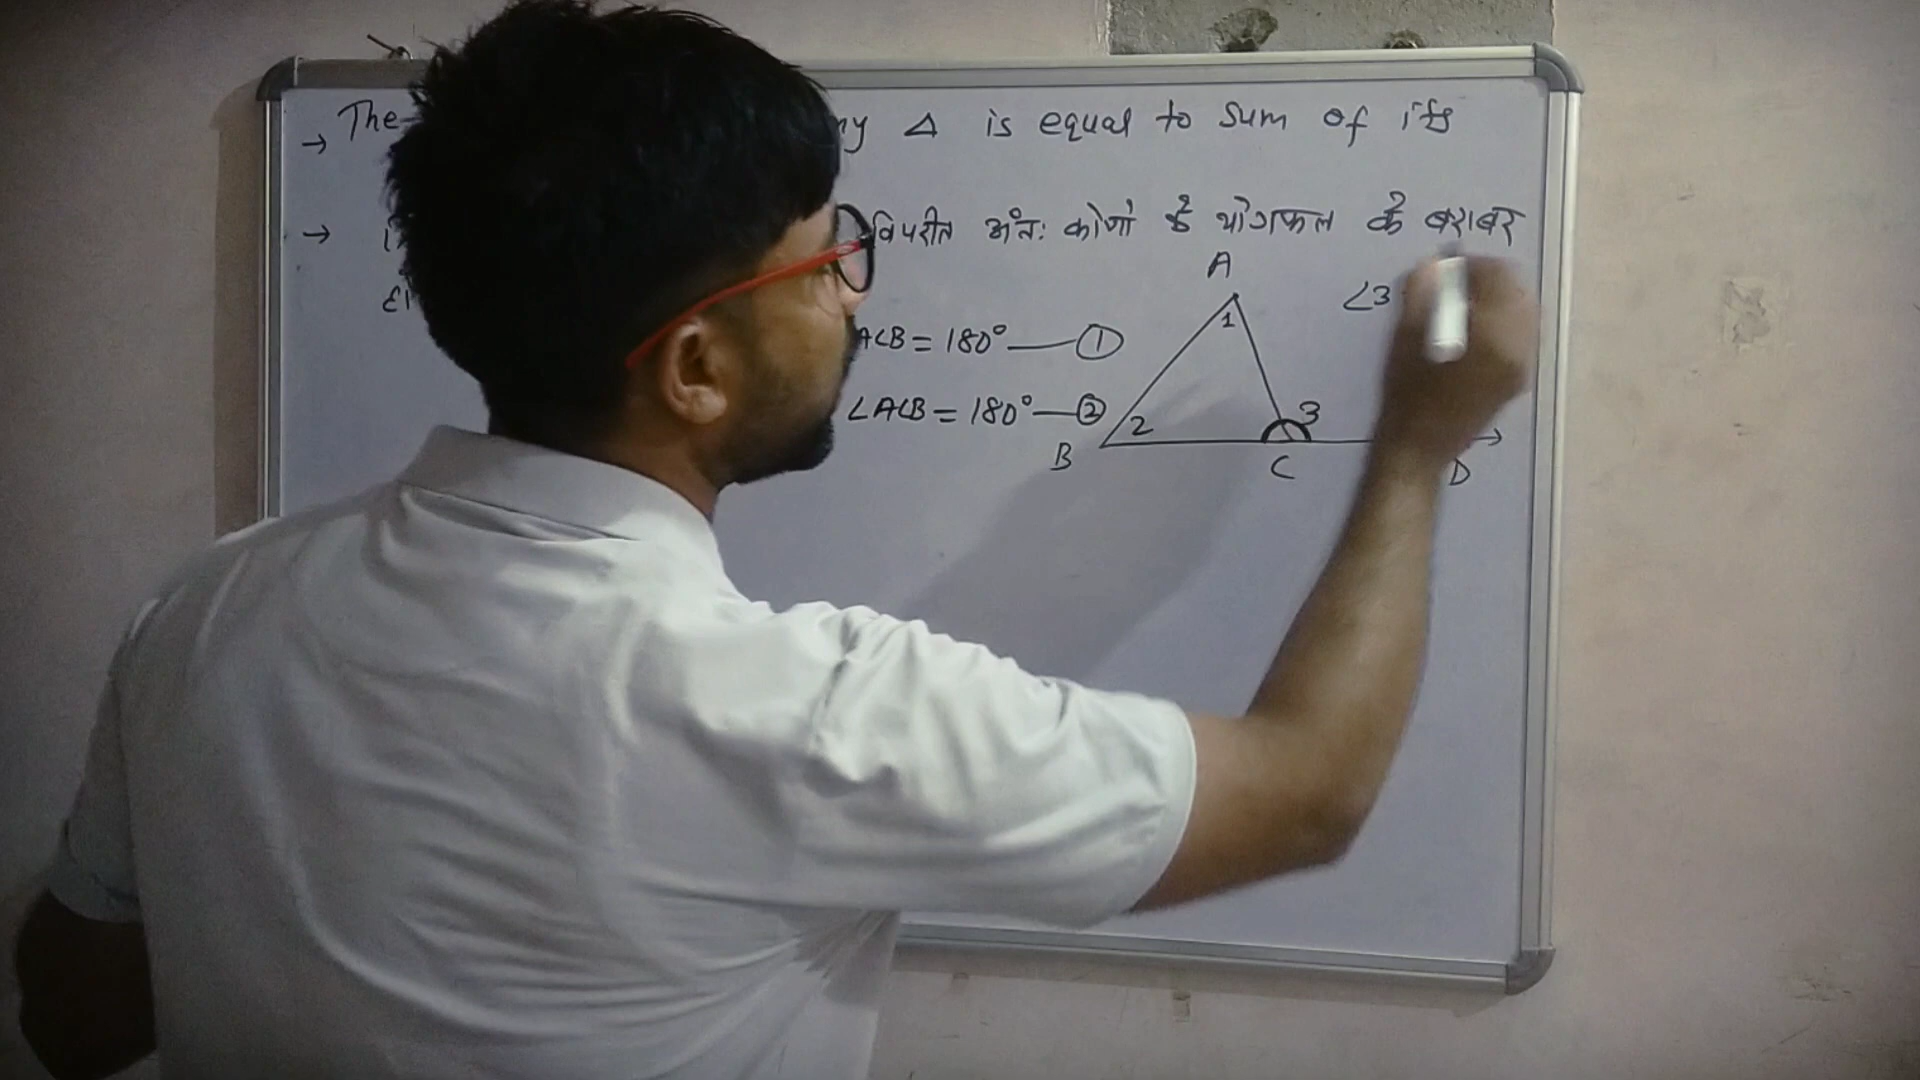 → The ny Δ is equal to Sum of its
→ विपरीत अंत: कोणों के योगफल के बराबर
A
∠3
1
ACB = 180° — ①
∠ACB = 180° — ②
2
3
B
C
D